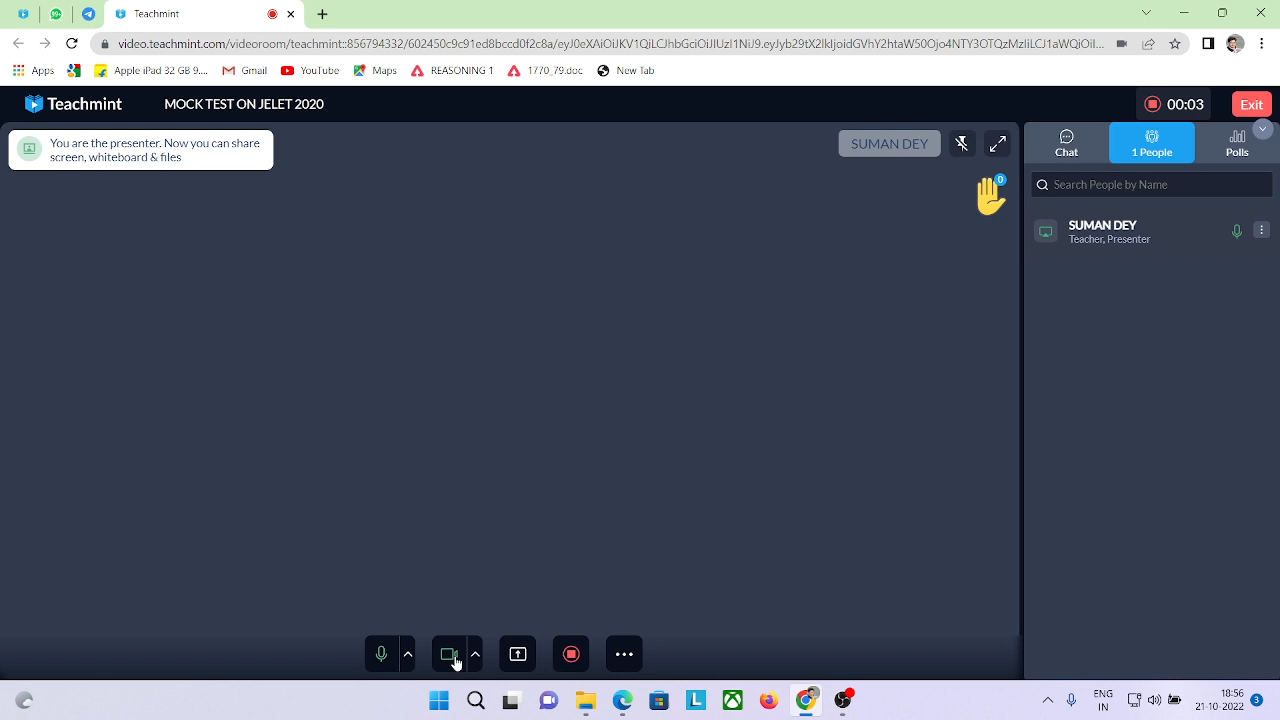 Teachmint
video.teachmint.com/videoroom/teachmint::856794332/
Apps
Apple iPad 32 GB 9....
Gmail
YouTube
Maps
REASONING 1
1770_79.doc
New Tab
Teachmint
MOCK TEST ON JELET 2020
00:03
Exit
You are the presenter. Now you can share
screen, whiteboard & files
SUMAN DEY
0
Chat
1 People
Polls
Search People by Name
SUMAN DEY
Teacher, Presenter
ENG
IN
18:56
21-10-2022
3